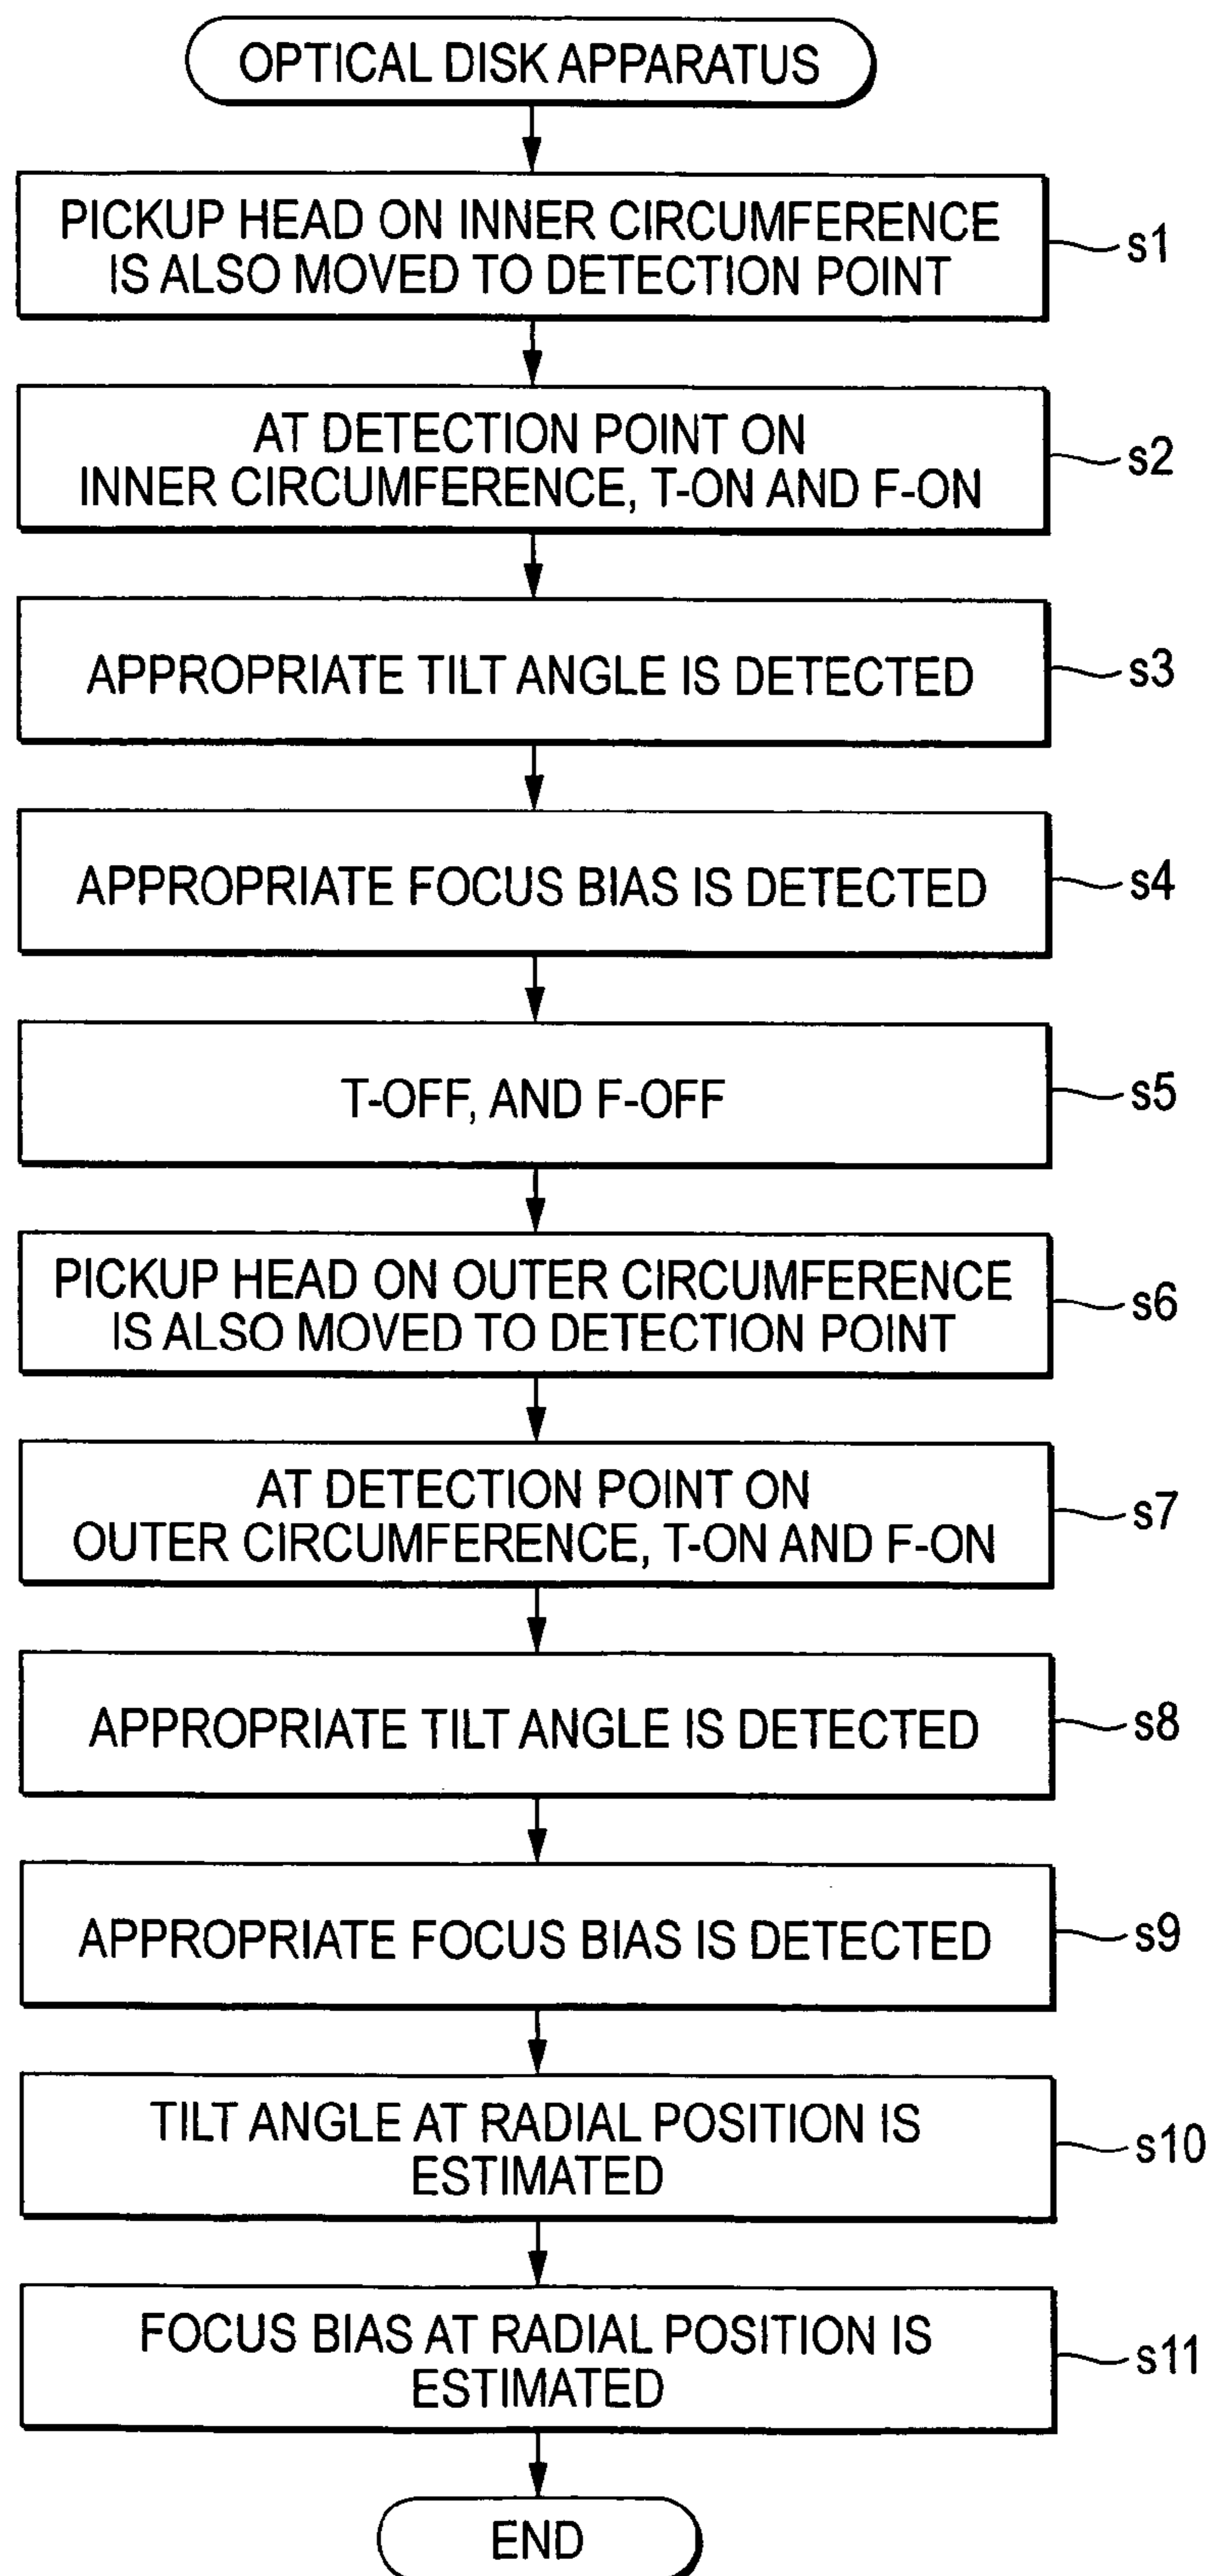 OPTICAL DISK APPARATUS
PICKUP HEAD ON INNER CIRCUMFERENCE
IS ALSO MOVED TO DETECTION POINT
s1
AT DETECTION POINT ON
INNER CIRCUMFERENCE, T-ON AND F-ON
s2
APPROPRIATE TILT ANGLE IS DETECTED
s3
APPROPRIATE FOCUS BIAS IS DETECTED
s4
T-OFF, AND F-OFF
s5
PICKUP HEAD ON OUTER CIRCUMFERENCE
IS ALSO MOVED TO DETECTION POINT
s6
AT DETECTION POINT ON
OUTER CIRCUMFERENCE, T-ON AND F-ON
s7
APPROPRIATE TILT ANGLE IS DETECTED
s8
APPROPRIATE FOCUS BIAS IS DETECTED
s9
TILT ANGLE AT RADIAL POSITION IS
ESTIMATED
s10
FOCUS BIAS AT RADIAL POSITION IS
ESTIMATED
s11
END